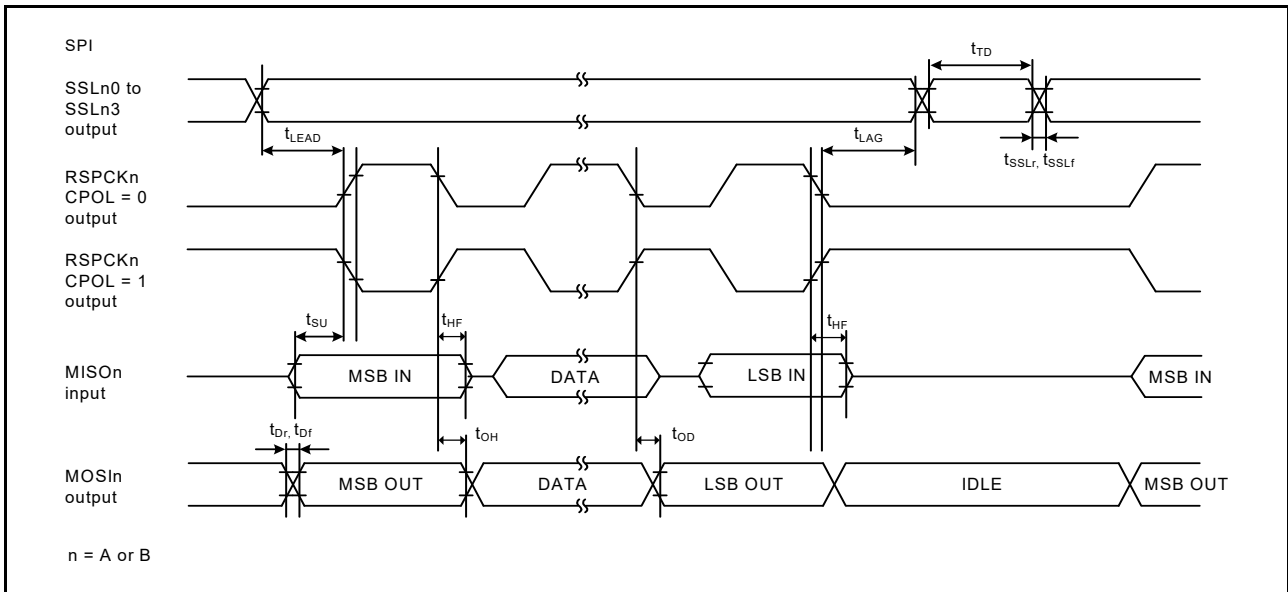 SPI
tTD
SSLn0 to
SSLn3
output
tLEAD
tLAG
tSSLr, tSSLf
RSPCKn
CPOL = 0
output
RSPCKn
CPOL = 1
output
tSU
tHF
tHF
MISOn
input
MSB IN
DATA
LSB IN
MSB IN
tDr, tDf
tOH
tOD
MOSIn
output
MSB OUT
DATA
LSB OUT
IDLE
MSB OUT
n = A or B